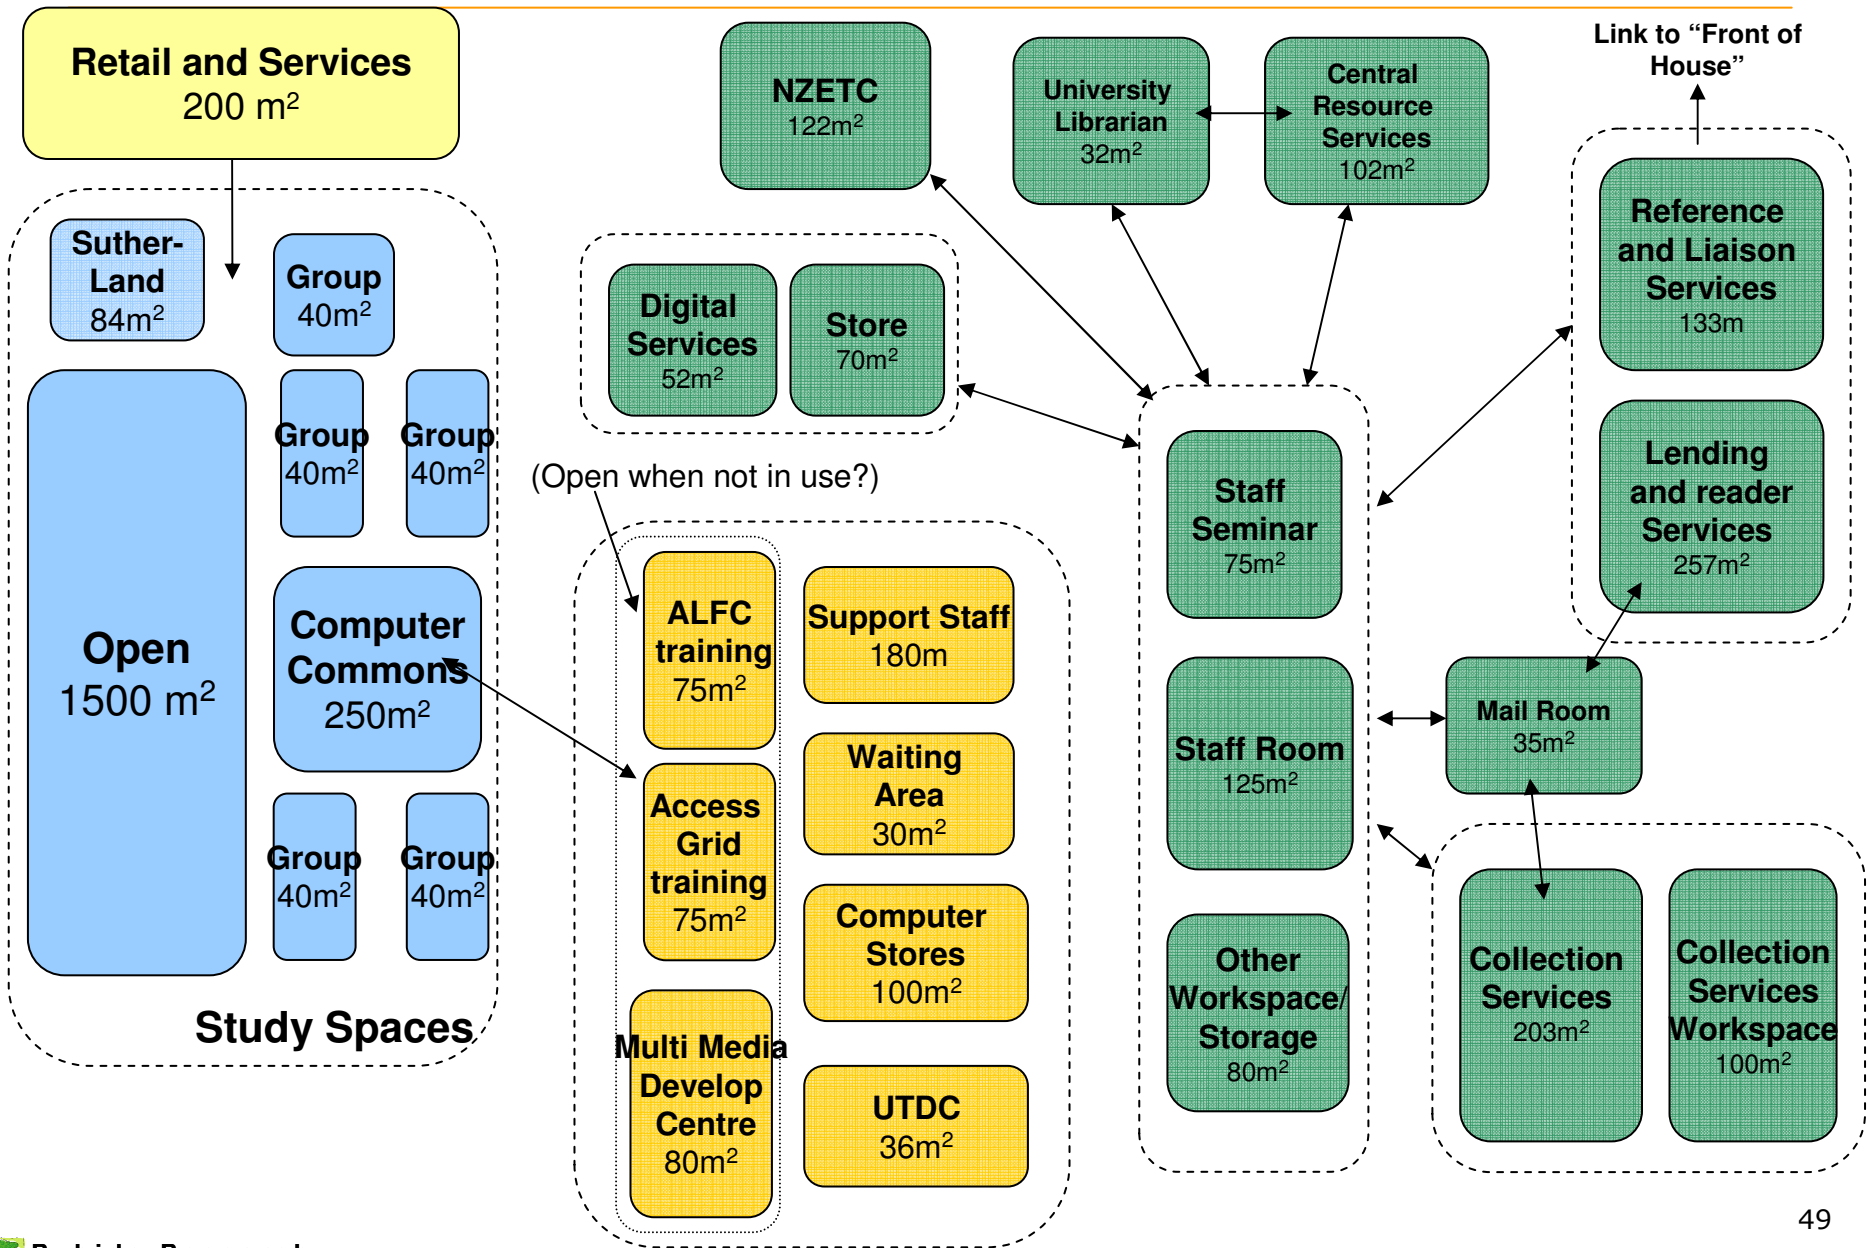 Retail and Services
200 m²
Suther-
Land
84m²
Group
40m²
Group
40m²
Group
40m²
Open
1500 m²
Computer
Commons
250m²
Group
40m²
Group
40m²
Study Spaces
NZETC
122m²
University
Librarian
32m²
Central
Resource
Services
102m²
Link to “Front of
House”
Digital
Services
52m²
Store
70m²
Reference
and Liaison
Services
133m
Lending
and reader
Services
257m²
(Open when not in use?)
ALFC
training
75m²
Support Staff
180m
Access
Grid
training
75m²
Waiting
Area
30m²
Computer
Stores
100m²
Multi Media
Develop
Centre
80m²
UTDC
36m²
Staff
Seminar
75m²
Staff Room
125m²
Other
Workspace/
Storage
80m²
Mail Room
35m²
Collection
Services
203m²
Collection
Services
Workspace
100m²
49